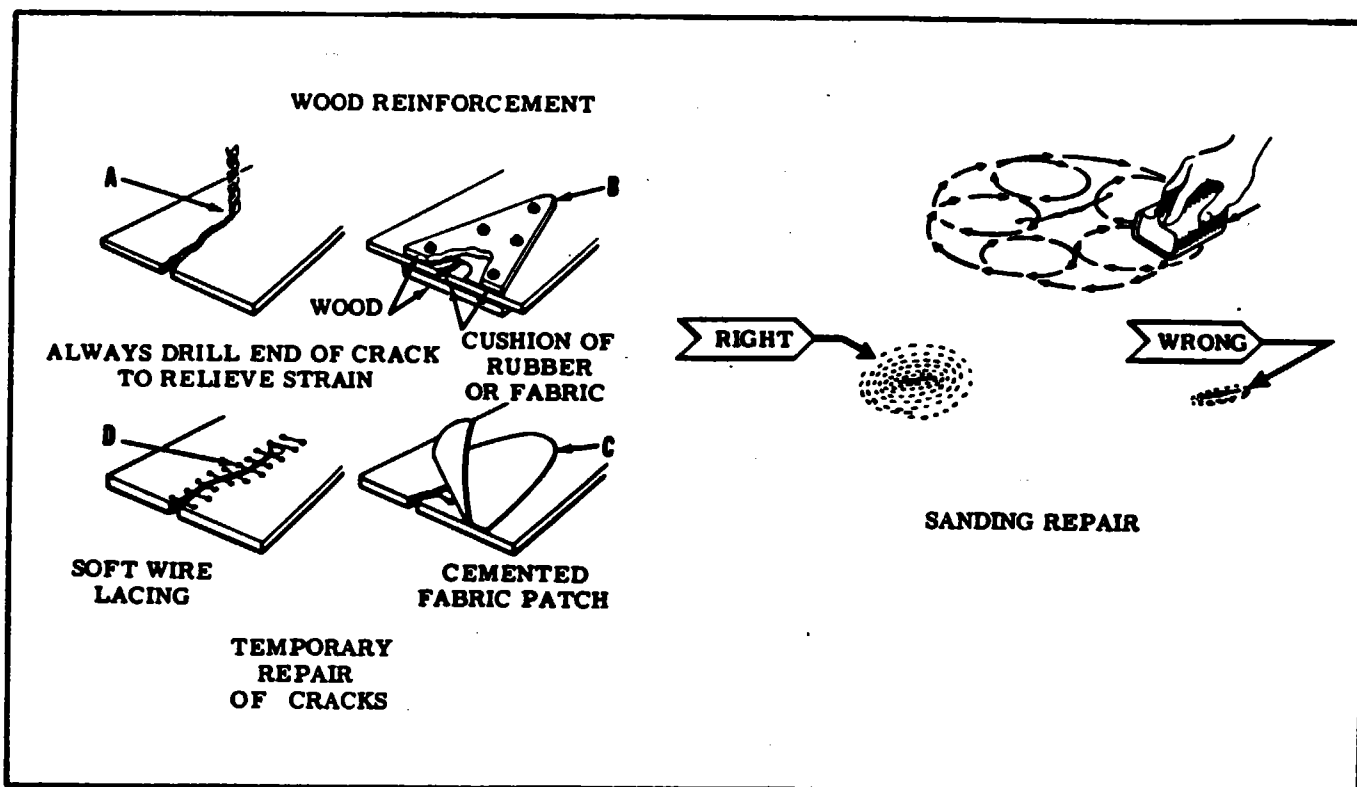 WOOD REINFORCEMENT
A
B
WOOD
CUSHION OF
RUBBER
OR FABRIC
ALWAYS DRILL END OF CRACK
TO RELIEVE STRAIN
D
C
SOFT WIRE
LACING
CEMENTED
FABRIC PATCH
TEMPORARY
REPAIR
OF CRACKS
RIGHT
WRONG
SANDING REPAIR